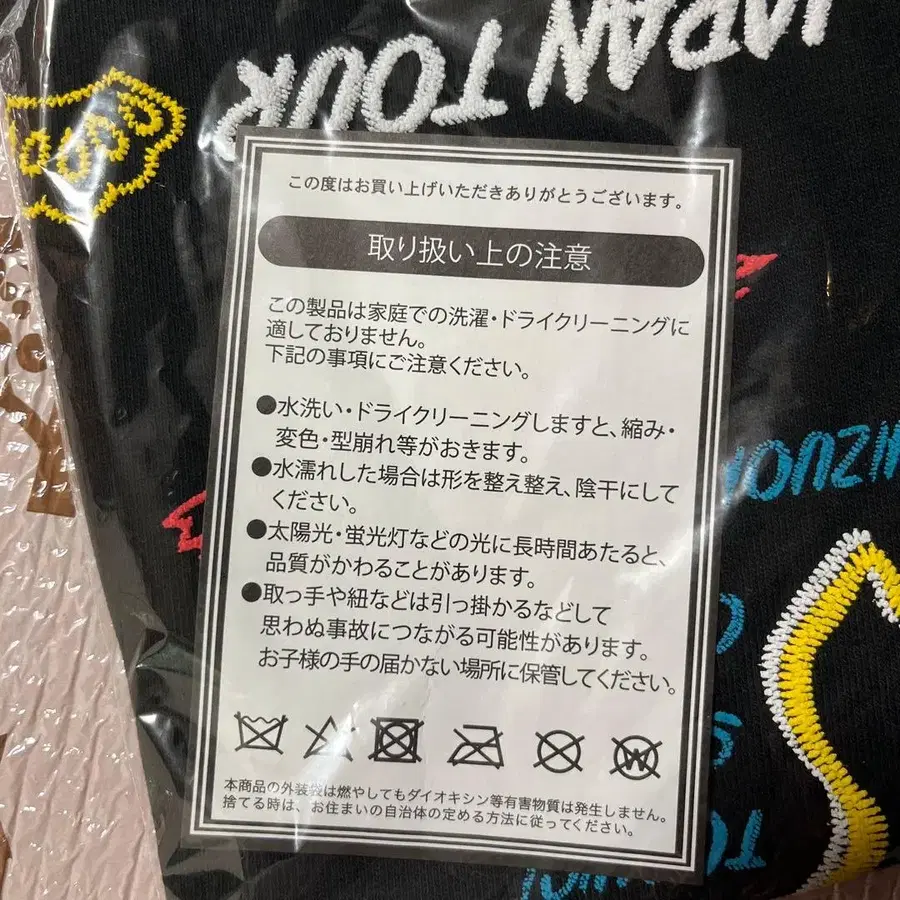 JAPAN TOUR
この度はお買い上げいただきありがとうございます。
取り扱い上の注意
この製品は家庭での洗濯・ドライクリーニングに
適しておりません。
下記の事項にご注意ください。
●水洗い・ドライクリーニングしますと、縮み・
変色・型崩れ等がおきます。
●水濡れした場合は形を整え整え、陰干にして
ください。
●太陽光・蛍光灯などの光に長時間あたると、
品質がかわることがあります。
●取っ手や紐などは引っ掛かるなどして
思わぬ事故につながる可能性があります。
お子様の手の届かない場所に保管してください。
W
本商品の外装袋は燃やしてもダイオキシン等有害物質は発生しません。
捨てる時は、お住まいの自治体の定める方法に従ってください。